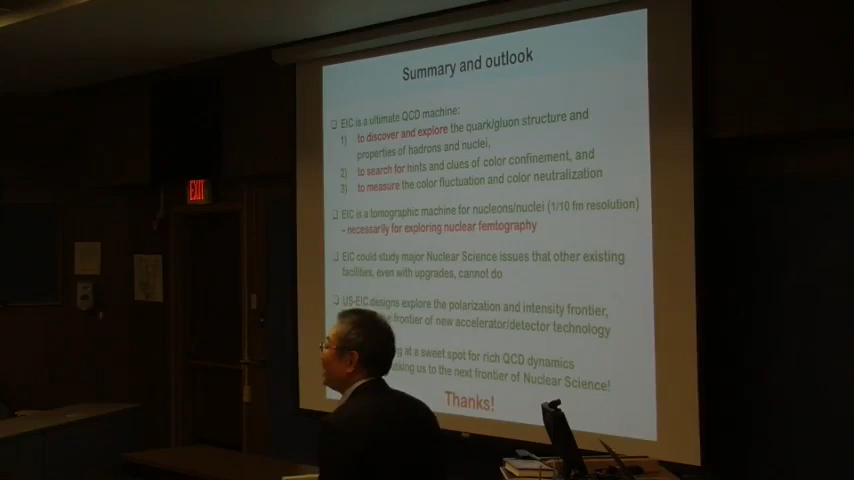 EXIT
Summary and outlook
❑ EIC is a ultimate QCD machine:
1) to discover and explore the quark/gluon structure and
properties of hadrons and nuclei,
2) to search for hints and clues of color confinement, and
3) to measure the color fluctuation and color neutralization
❑ EIC is a tomographic machine for nucleons/nuclei (1/10 fm resolution)
– necessarily for exploring nuclear femtography
❑ EIC could study major Nuclear Science issues that other existing
facilities, even with upgrades, cannot do
❑ US-EIC designs explore the polarization and intensity frontier,
frontier of new accelerator/detector technology
at a sweet spot for rich QCD dynamics
us to the next frontier of Nuclear Science!
Thanks!